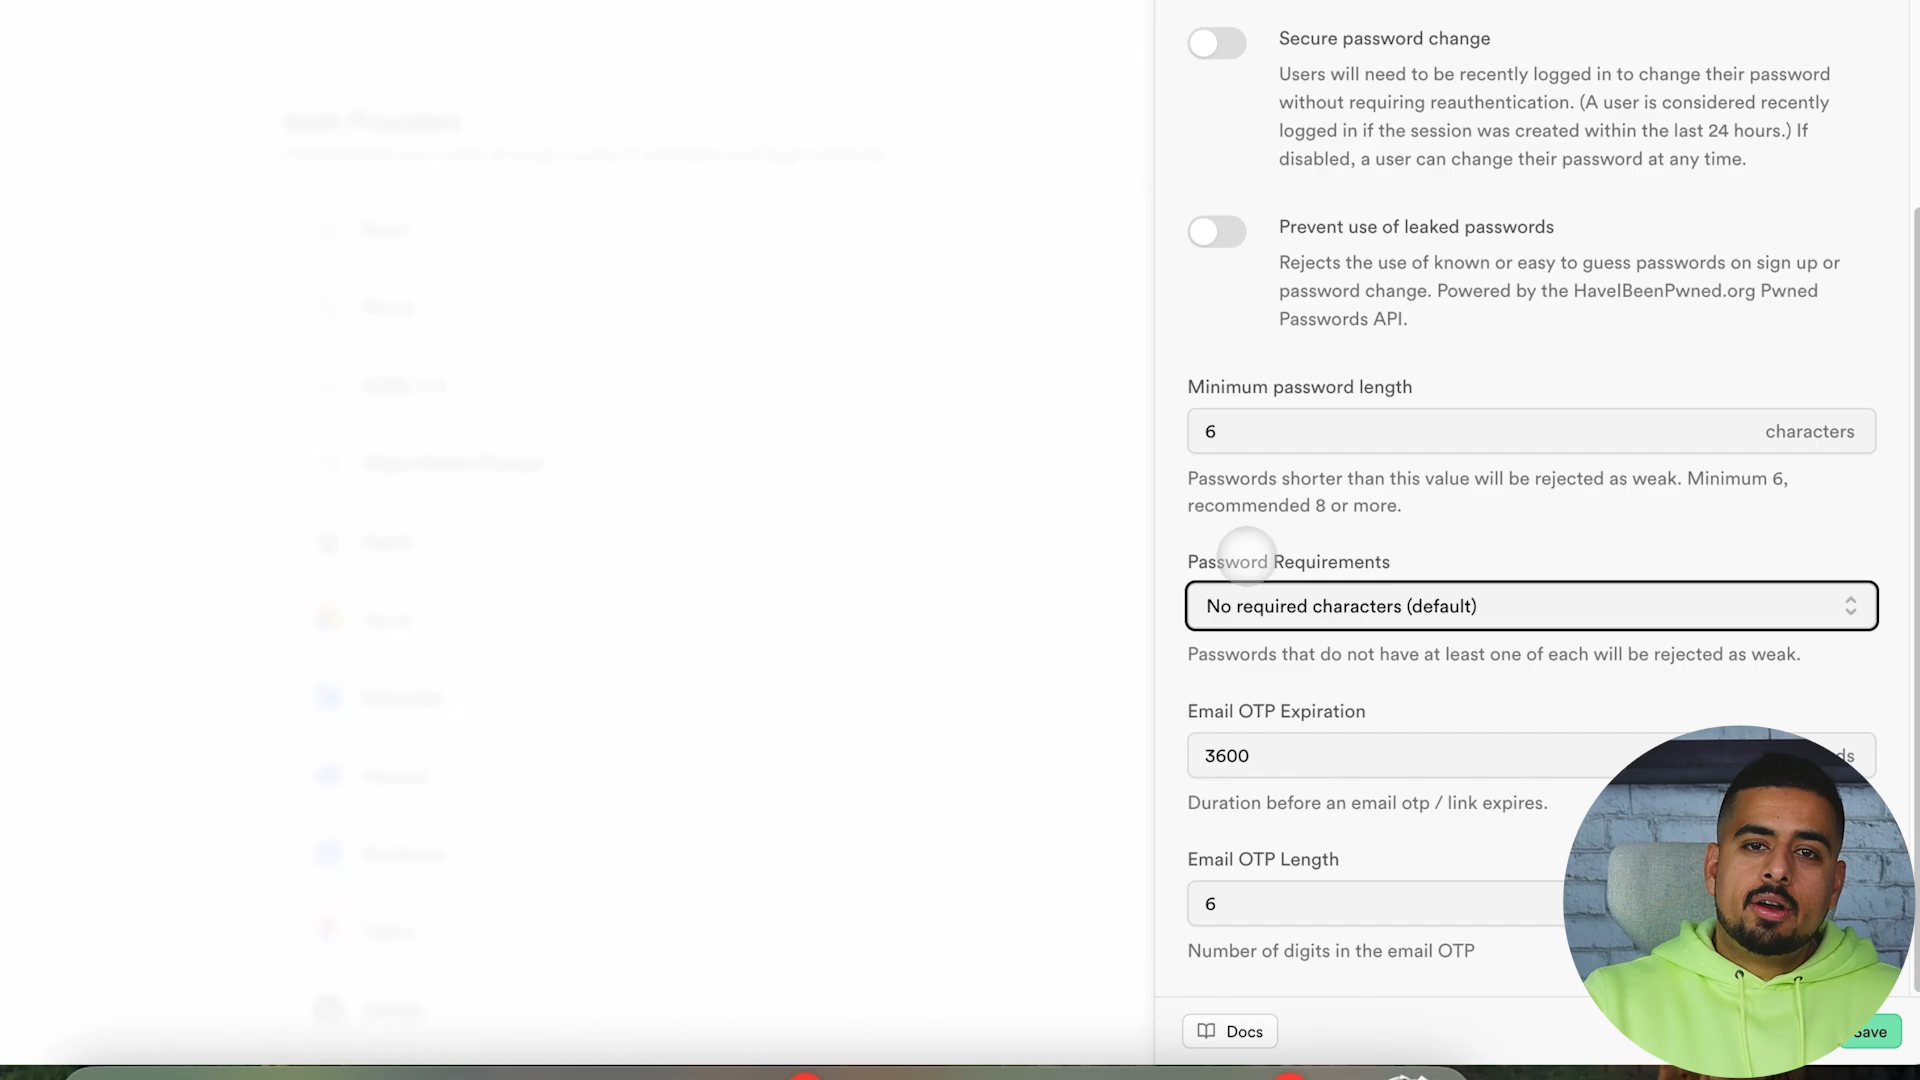 Secure password change
Users will need to be recently logged in to change their password
without requiring reauthentication. (A user is considered recently
logged in if the session was created within the last 24 hours.) If
disabled, a user can change their password at any time.
Prevent use of leaked passwords
Rejects the use of known or easy to guess passwords on sign up or
password change. Powered by the HaveIBeenPwned.org Pwned
Passwords API.
Minimum password length
6 characters
Passwords shorter than this value will be rejected as weak. Minimum 6,
recommended 8 or more.
Password Requirements
No required characters (default)
Passwords that do not have at least one of each will be rejected as weak.
Email OTP Expiration
3600
Duration before an email otp / link expires.
Email OTP Length
6
Number of digits in the email OTP
Docs
Save